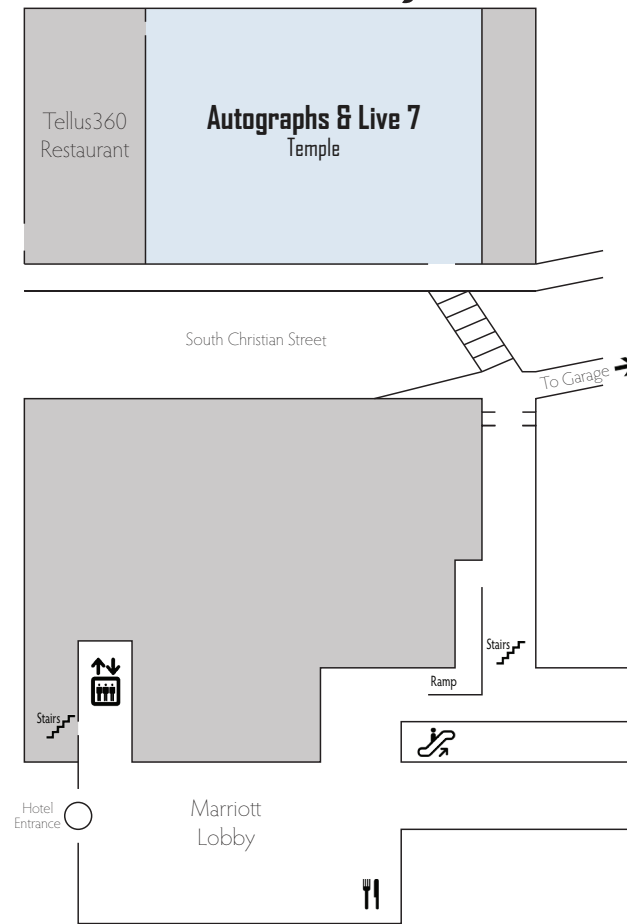 Tellus360
Restaurant
Autographs & Live 7
Temple
South Christian Street
To Garage
Stairs
Ramp
Stairs
Hotel
Entrance
Marriott
Lobby